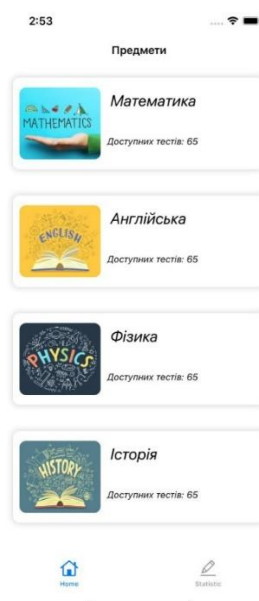 2:53
Предмети
MATHEMATICS
Математика
Доступних тестів: 65
ENGLISH
Англійська
Доступних тестів: 65
PHYSICS
Фізика
Доступних тестів: 65
HISTORY
Історія
Доступних тестів: 65
Home
Statistic